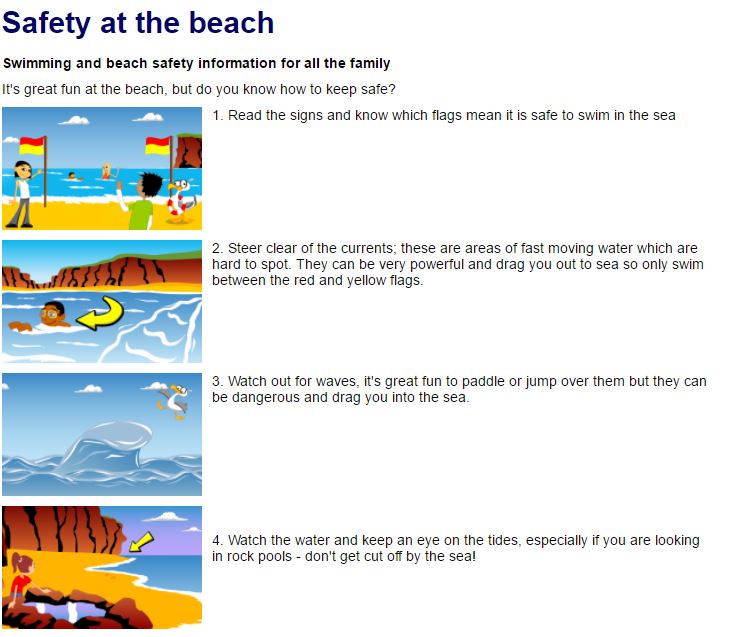 Safety at the beach
Swimming and beach safety information for all the family
It's great fun at the beach, but do you know how to keep safe?
1. Read the signs and know which flags mean it is safe to swim in the sea
2. Steer clear of the currents; these are areas of fast moving water which are
hard to spot. They can be very powerful and drag you out to sea so only swim
between the red and yellow flags.
3. Watch out for waves, it's great fun to paddle or jump over them but they can
be dangerous and drag you into the sea.
4. Watch the water and keep an eye on the tides, especially if you are looking
in rock pools - don't get cut off by the sea!